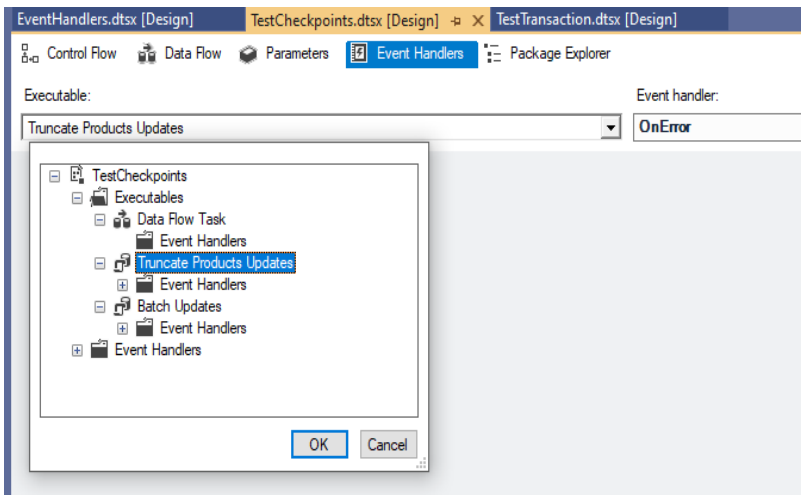 EventHandlers.dtsx [Design] TestCheckpoints.dtsx [Design] TestTransaction.dtsx [Design]
Control Flow Data Flow Parameters Event Handlers Package Explorer
Executable: Event handler:
Truncate Products Updates OnError
TestCheckpoints
Executables
Data Flow Task
Event Handlers
Truncate Products Updates
Event Handlers
Batch Updates
Event Handlers
Event Handlers
OK Cancel